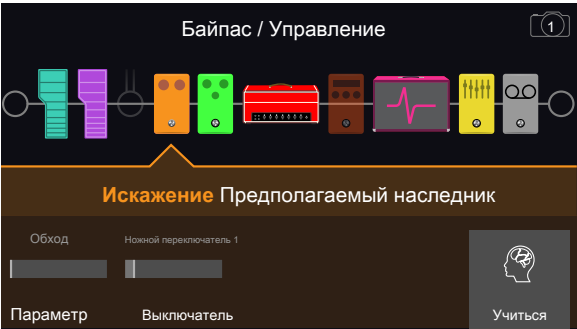 Байпас / Управление
1
Искажение Предполагаемый наследник
Обход
Ножной переключатель 1
Параметр
Выключатель
Учиться